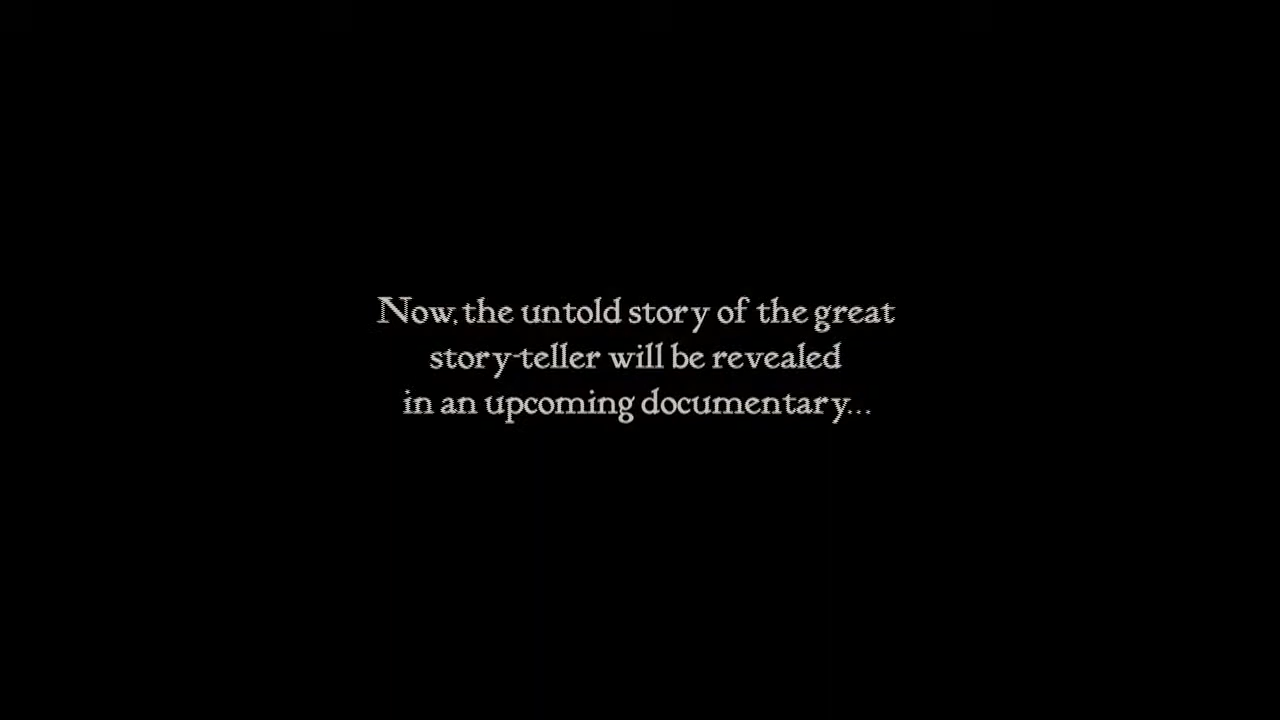 Now, the untold story of the great
story-teller will be revealed
in an upcoming documentary...